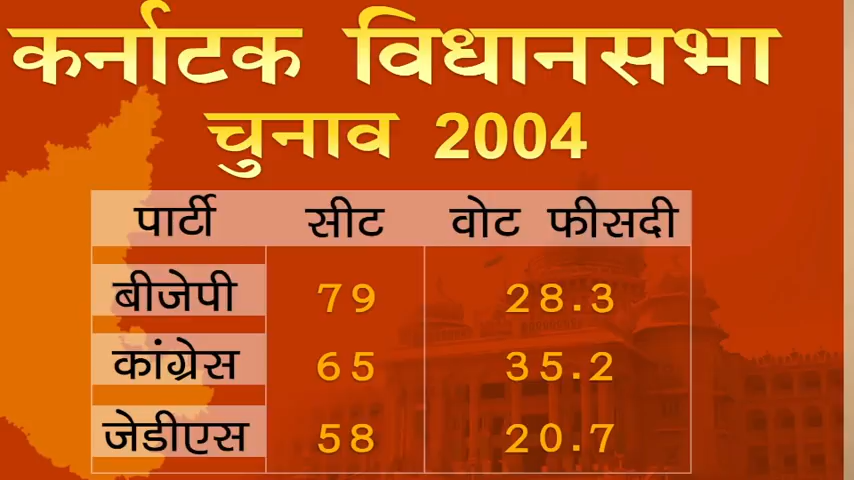 कर्नाटक विधानसभा
चुनाव 2004
पार्टी सीट वोट फीसदी
बीजेपी 79 28.3
कांग्रेस 65 35.2
जेडीएस 58 20.7